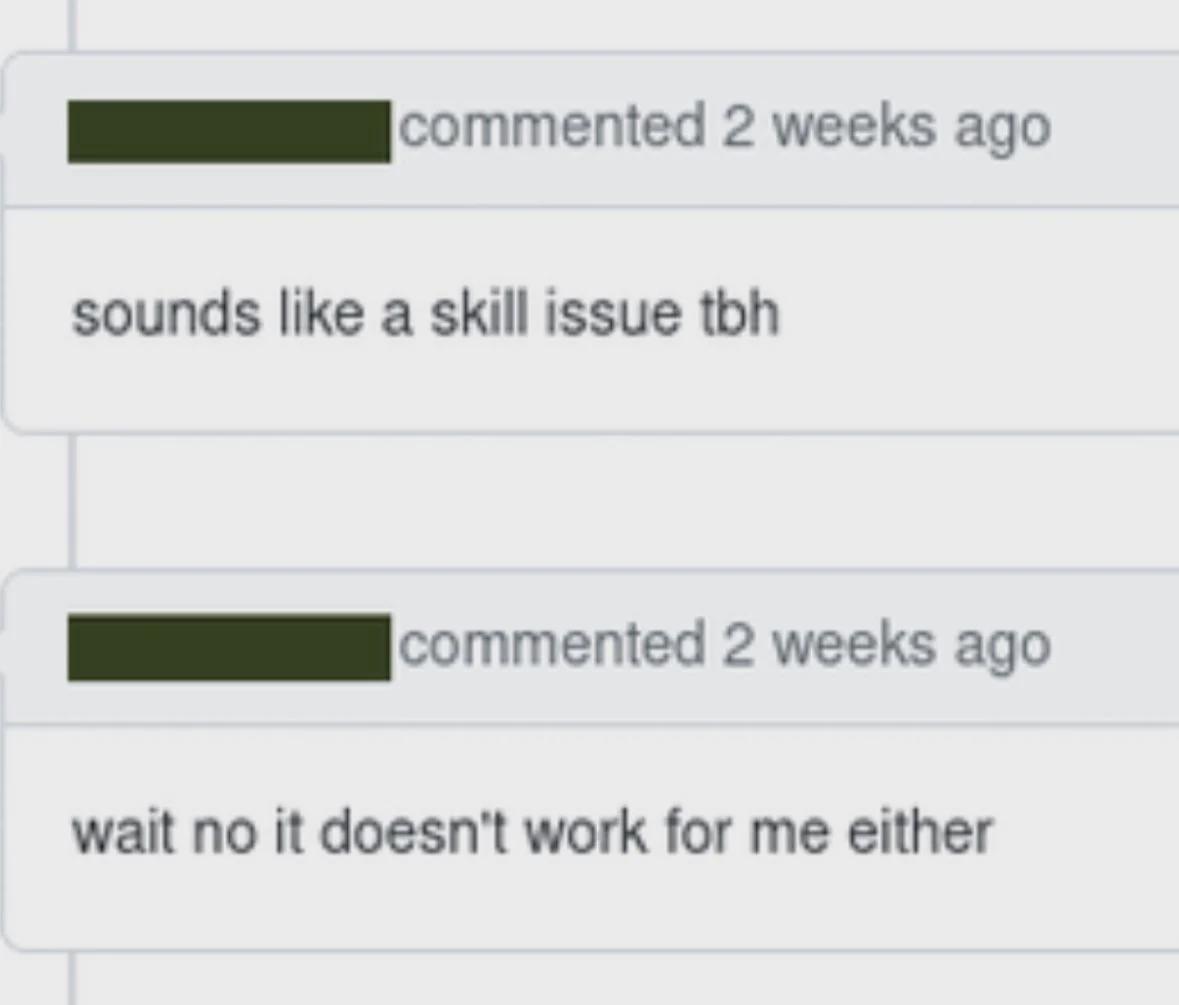 commented 2 weeks ago
sounds like a skill issue tbh
commented 2 weeks ago
wait no it doesn't work for me either